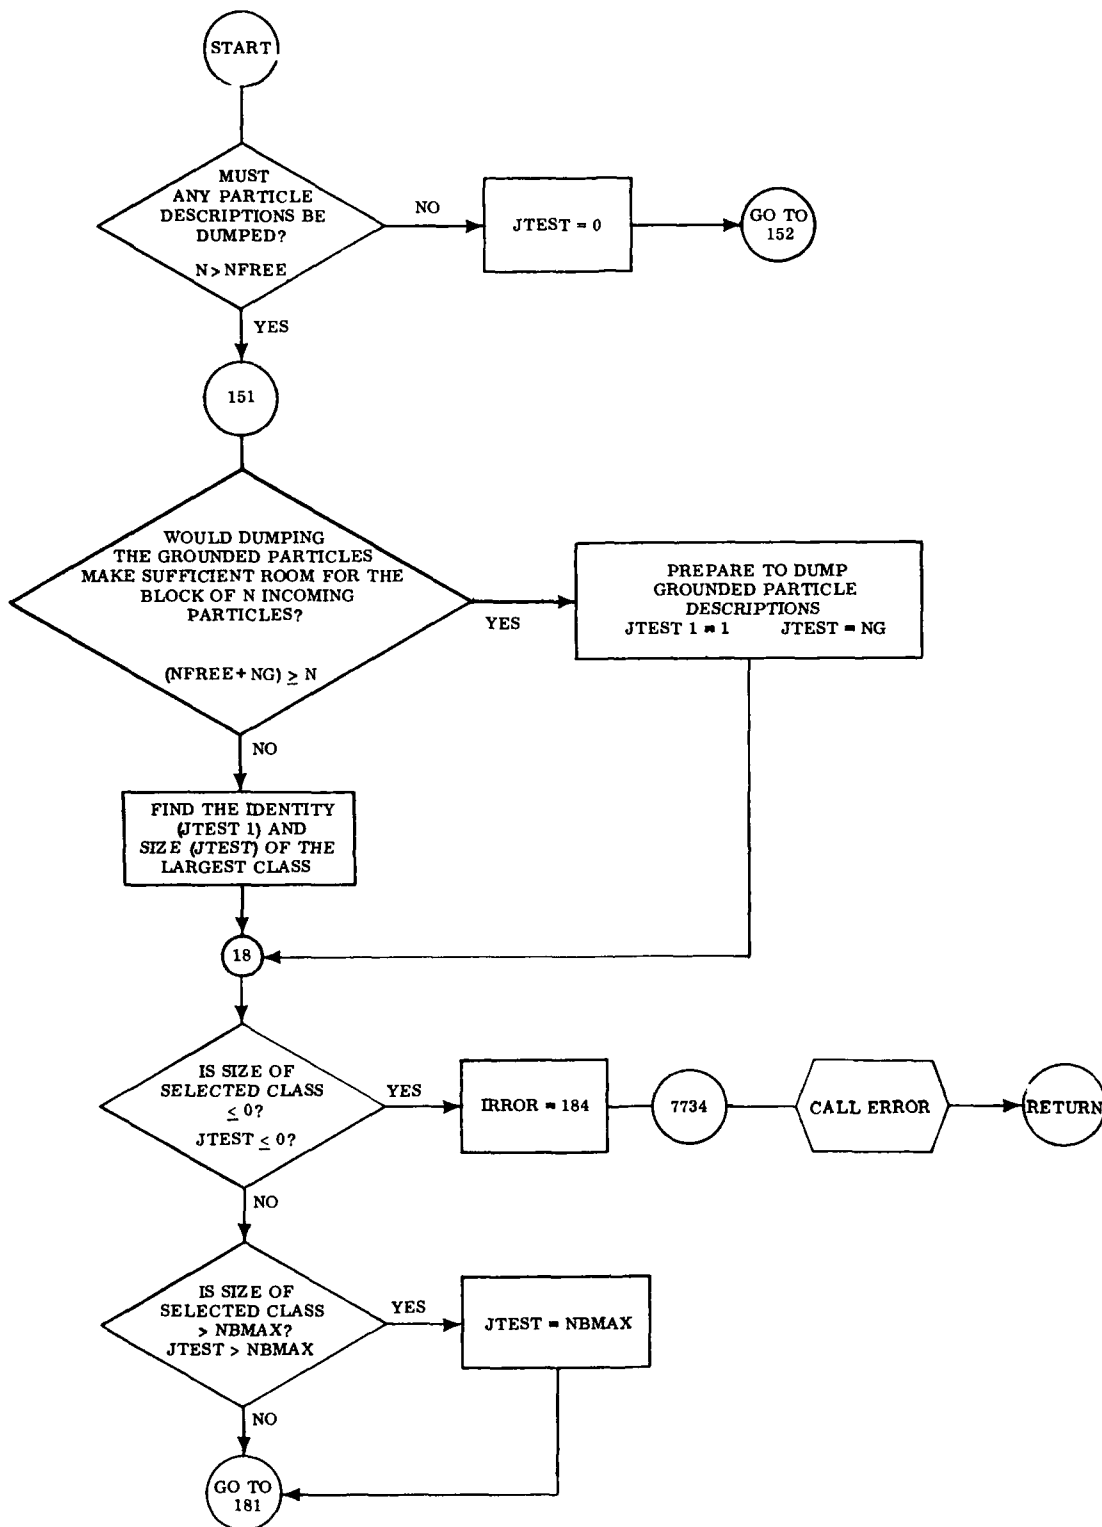 START
MUST
ANY PARTICLE
DESCRIPTIONS BE
DUMPED?
N > NFREE
NO
JTEST = 0
GO TO
152
YES
151
WOULD DUMPING
THE GROUNDED PARTICLES
MAKE SUFFICIENT ROOM FOR THE
BLOCK OF N INCOMING
PARTICLES?
(NFREE + NG) ≥ N
YES
PREPARE TO DUMP
GROUNDED PARTICLE
DESCRIPTIONS
JTEST 1 = 1 JTEST = NG
NO
FIND THE IDENTITY
(JTEST 1) AND
SIZE (JTEST) OF THE
LARGEST CLASS
18
IS SIZE OF
SELECTED CLASS
≤ 0?
JTEST ≤ 0?
YES
IRROR = 184
7734
CALL ERROR
RETURN
NO
IS SIZE OF
SELECTED CLASS
> NBMAX?
JTEST > NBMAX
YES
JTEST = NBMAX
NO
GO TO
181